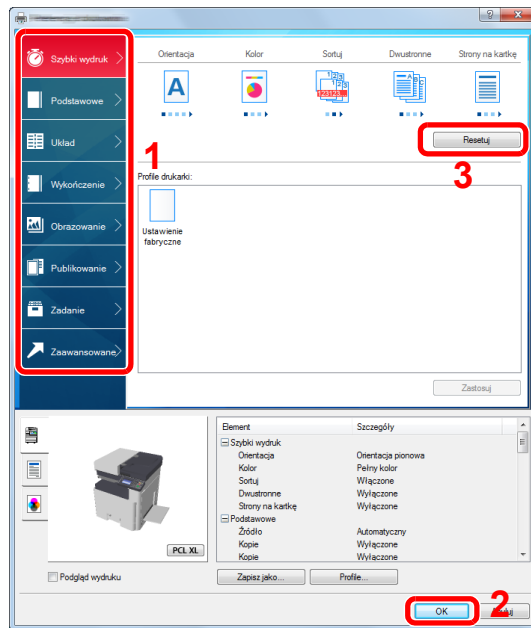 Szybki wydruk
Podstawowe
Układ
Wykończenie
Obrazowanie
Publikowanie
Zadanie
Zaawansowane
1
Orientacja Kolor Sortuj Dwustronne Strony na kartkę
A 123 123123 A
Resetuj
3
Profile drukarki:
Ustawienie
fabryczne
Zastosuj
PCL XL
Podgląd wydruku
Element Szczegóły
Szybki wydruk
Orientacja Orientacja pionowa
Kolor Pełny kolor
Sortuj Włączone
Dwustronne Wyłączone
Strony na kartkę Wyłączone
Podstawowe
Źródło Automatyczny
Kopie Wyłączone
Kopie Wyłączone
Zapisz jako... Profile...
2
OK